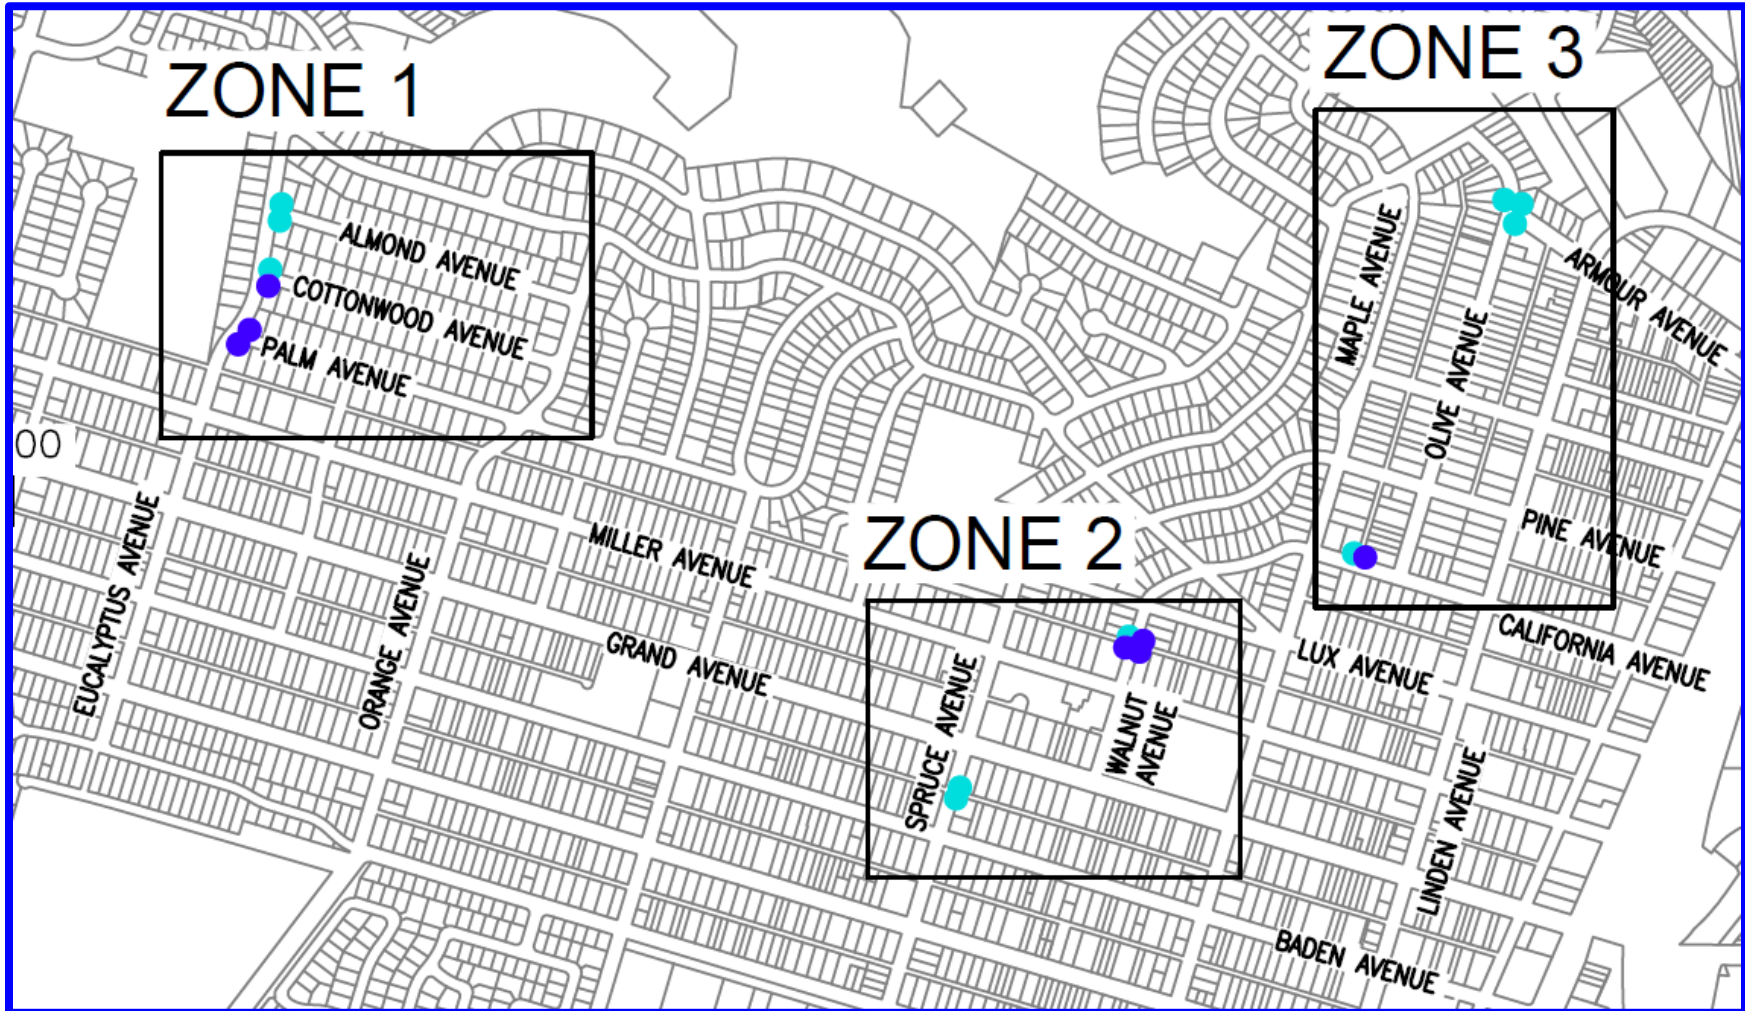 ZONE 1
ZONE 3
ALMOND AVENUE
COTTONWOOD AVENUE
PALM AVENUE
MAPLE AVENUE
OLIVE AVENUE
ARMOUR AVENUE
00
EUCALYPTUS AVENUE
ORANGE AVENUE
MILLER AVENUE
GRAND AVENUE
ZONE 2
SPRUCE AVENUE
WALNUT
AVENUE
PINE AVENUE
CALIFORNIA AVENUE
LUX AVENUE
LINDEN AVENUE
BADEN AVENUE